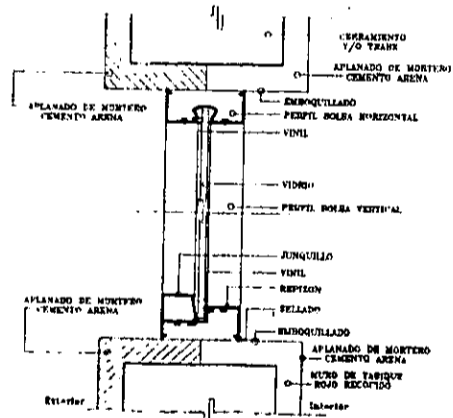 CERRAMIENTO
Y/O TRABE
APLANADO DE MORTERO
CEMENTO ARENA
EMBOQUILLADO
PERFIL BOLSA HORIZONTAL
VINIL
APLANADO DE MORTERO
CEMENTO ARENA
VIDRIO
PERFIL BOLSA VERTICAL
JUNQUILLO
VINIL
REPIZON
SELLADO
EMBOQUILLADO
APLANADO DE MORTERO
CEMENTO ARENA
APLANADO DE MORTERO
CEMENTO ARENA
MURO DE TABIQUE
ROJO RECOCIDO
Exterior
Interior